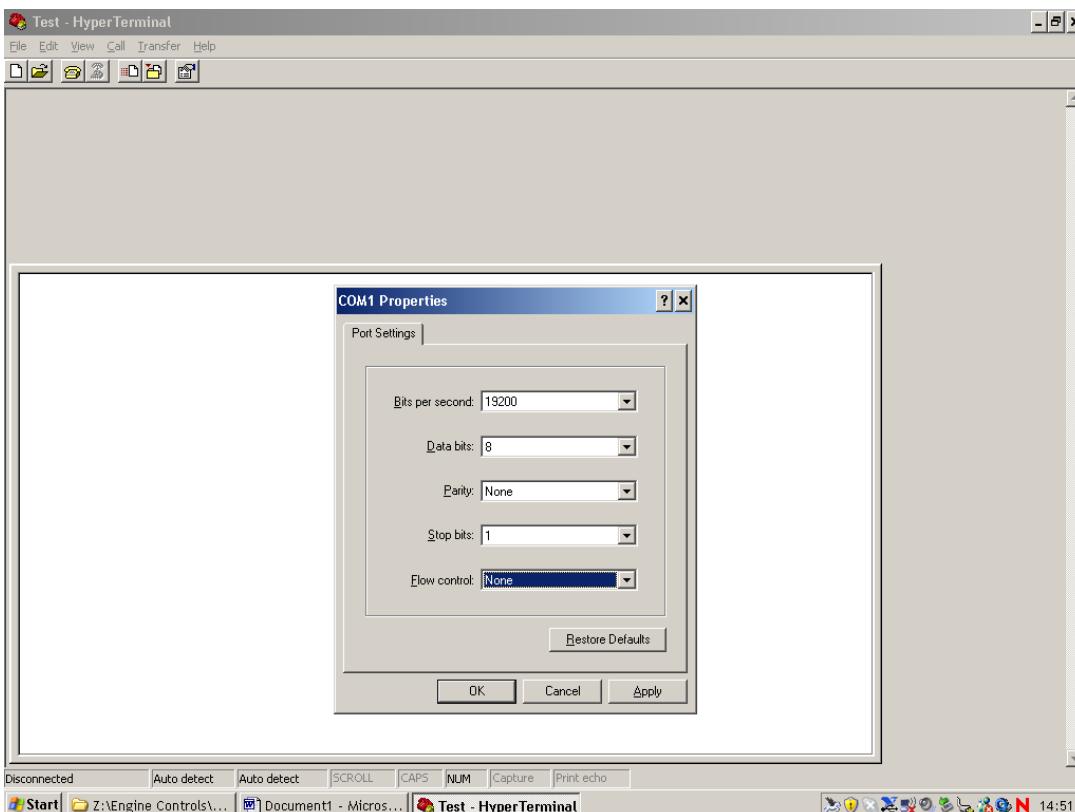 Test - HyperTerminal
File Edit View Call Transfer Help
COM1 Properties
Port Settings
Bits per second: 19200
Data bits: 8
Parity: None
Stop bits: 1
Flow control: None
Restore Defaults
OK Cancel Apply
Disconnected Auto detect Auto detect SCROLL CAPS NUM Capture Print echo
Start Z:\Engine Controls\... Document1 - Micros... Test - HyperTerminal N 14:51